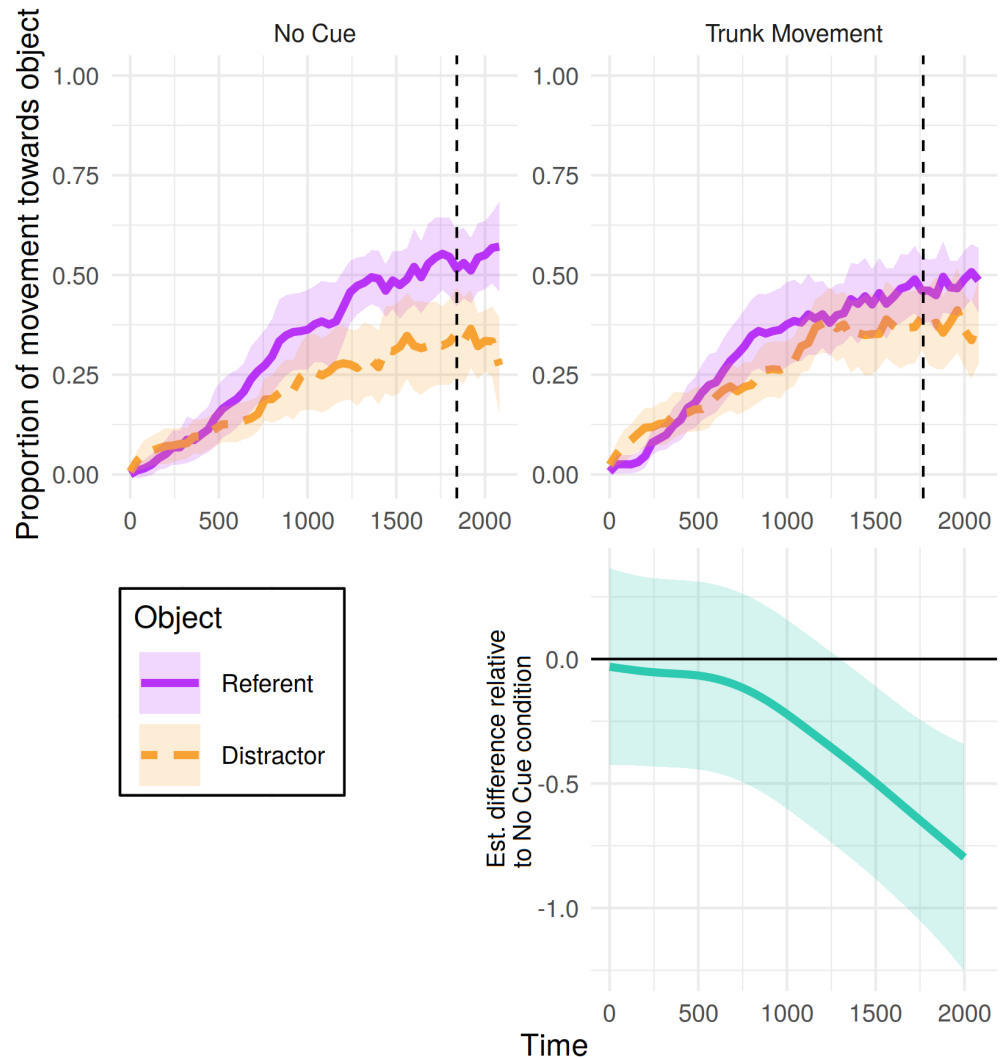 No Cue
Trunk Movement
Proportion of movement towards object
1.00
0.75
0.50
0.25
0.00
0 500 1000 1500 2000
1.00
0.75
0.50
0.25
0.00
0 500 1000 1500 2000
Object
Referent
Distractor
Est. difference relative
to No Cue condition
0.0
-0.5
-1.0
0 500 1000 1500 2000
Time